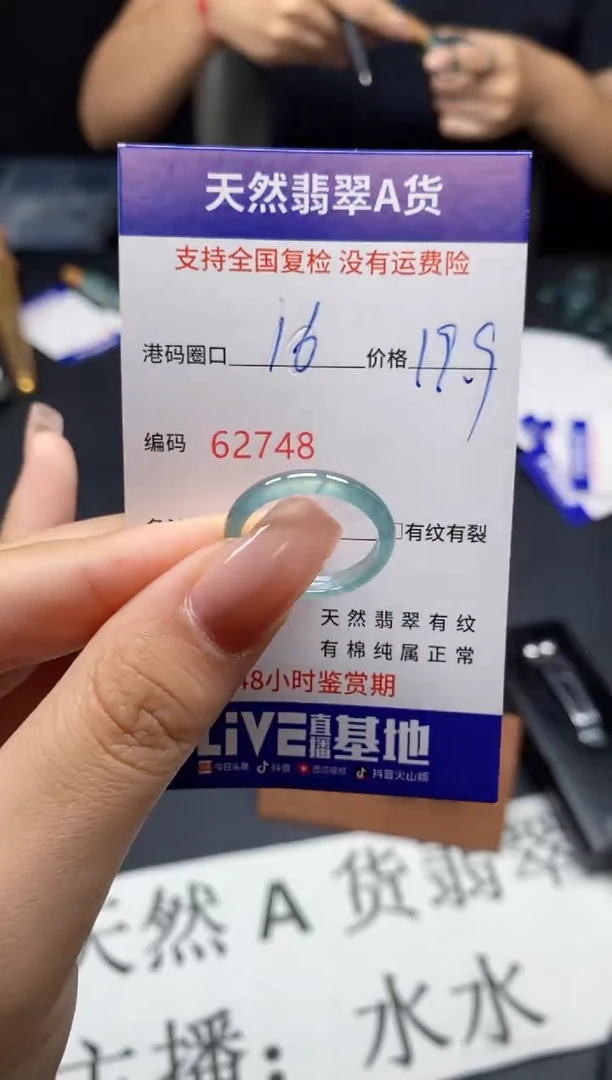 天然翡翠A货
支持全国复检 没有运费险
港码圈口 16 价格 19.9
编码 62748
有纹有裂
天然翡翠有纹
有棉纯属正常
48小时鉴赏期
LiVE直播基地
今日头条 抖音 西瓜视频 抖音火山版
天然A货翡翠
主播：水水